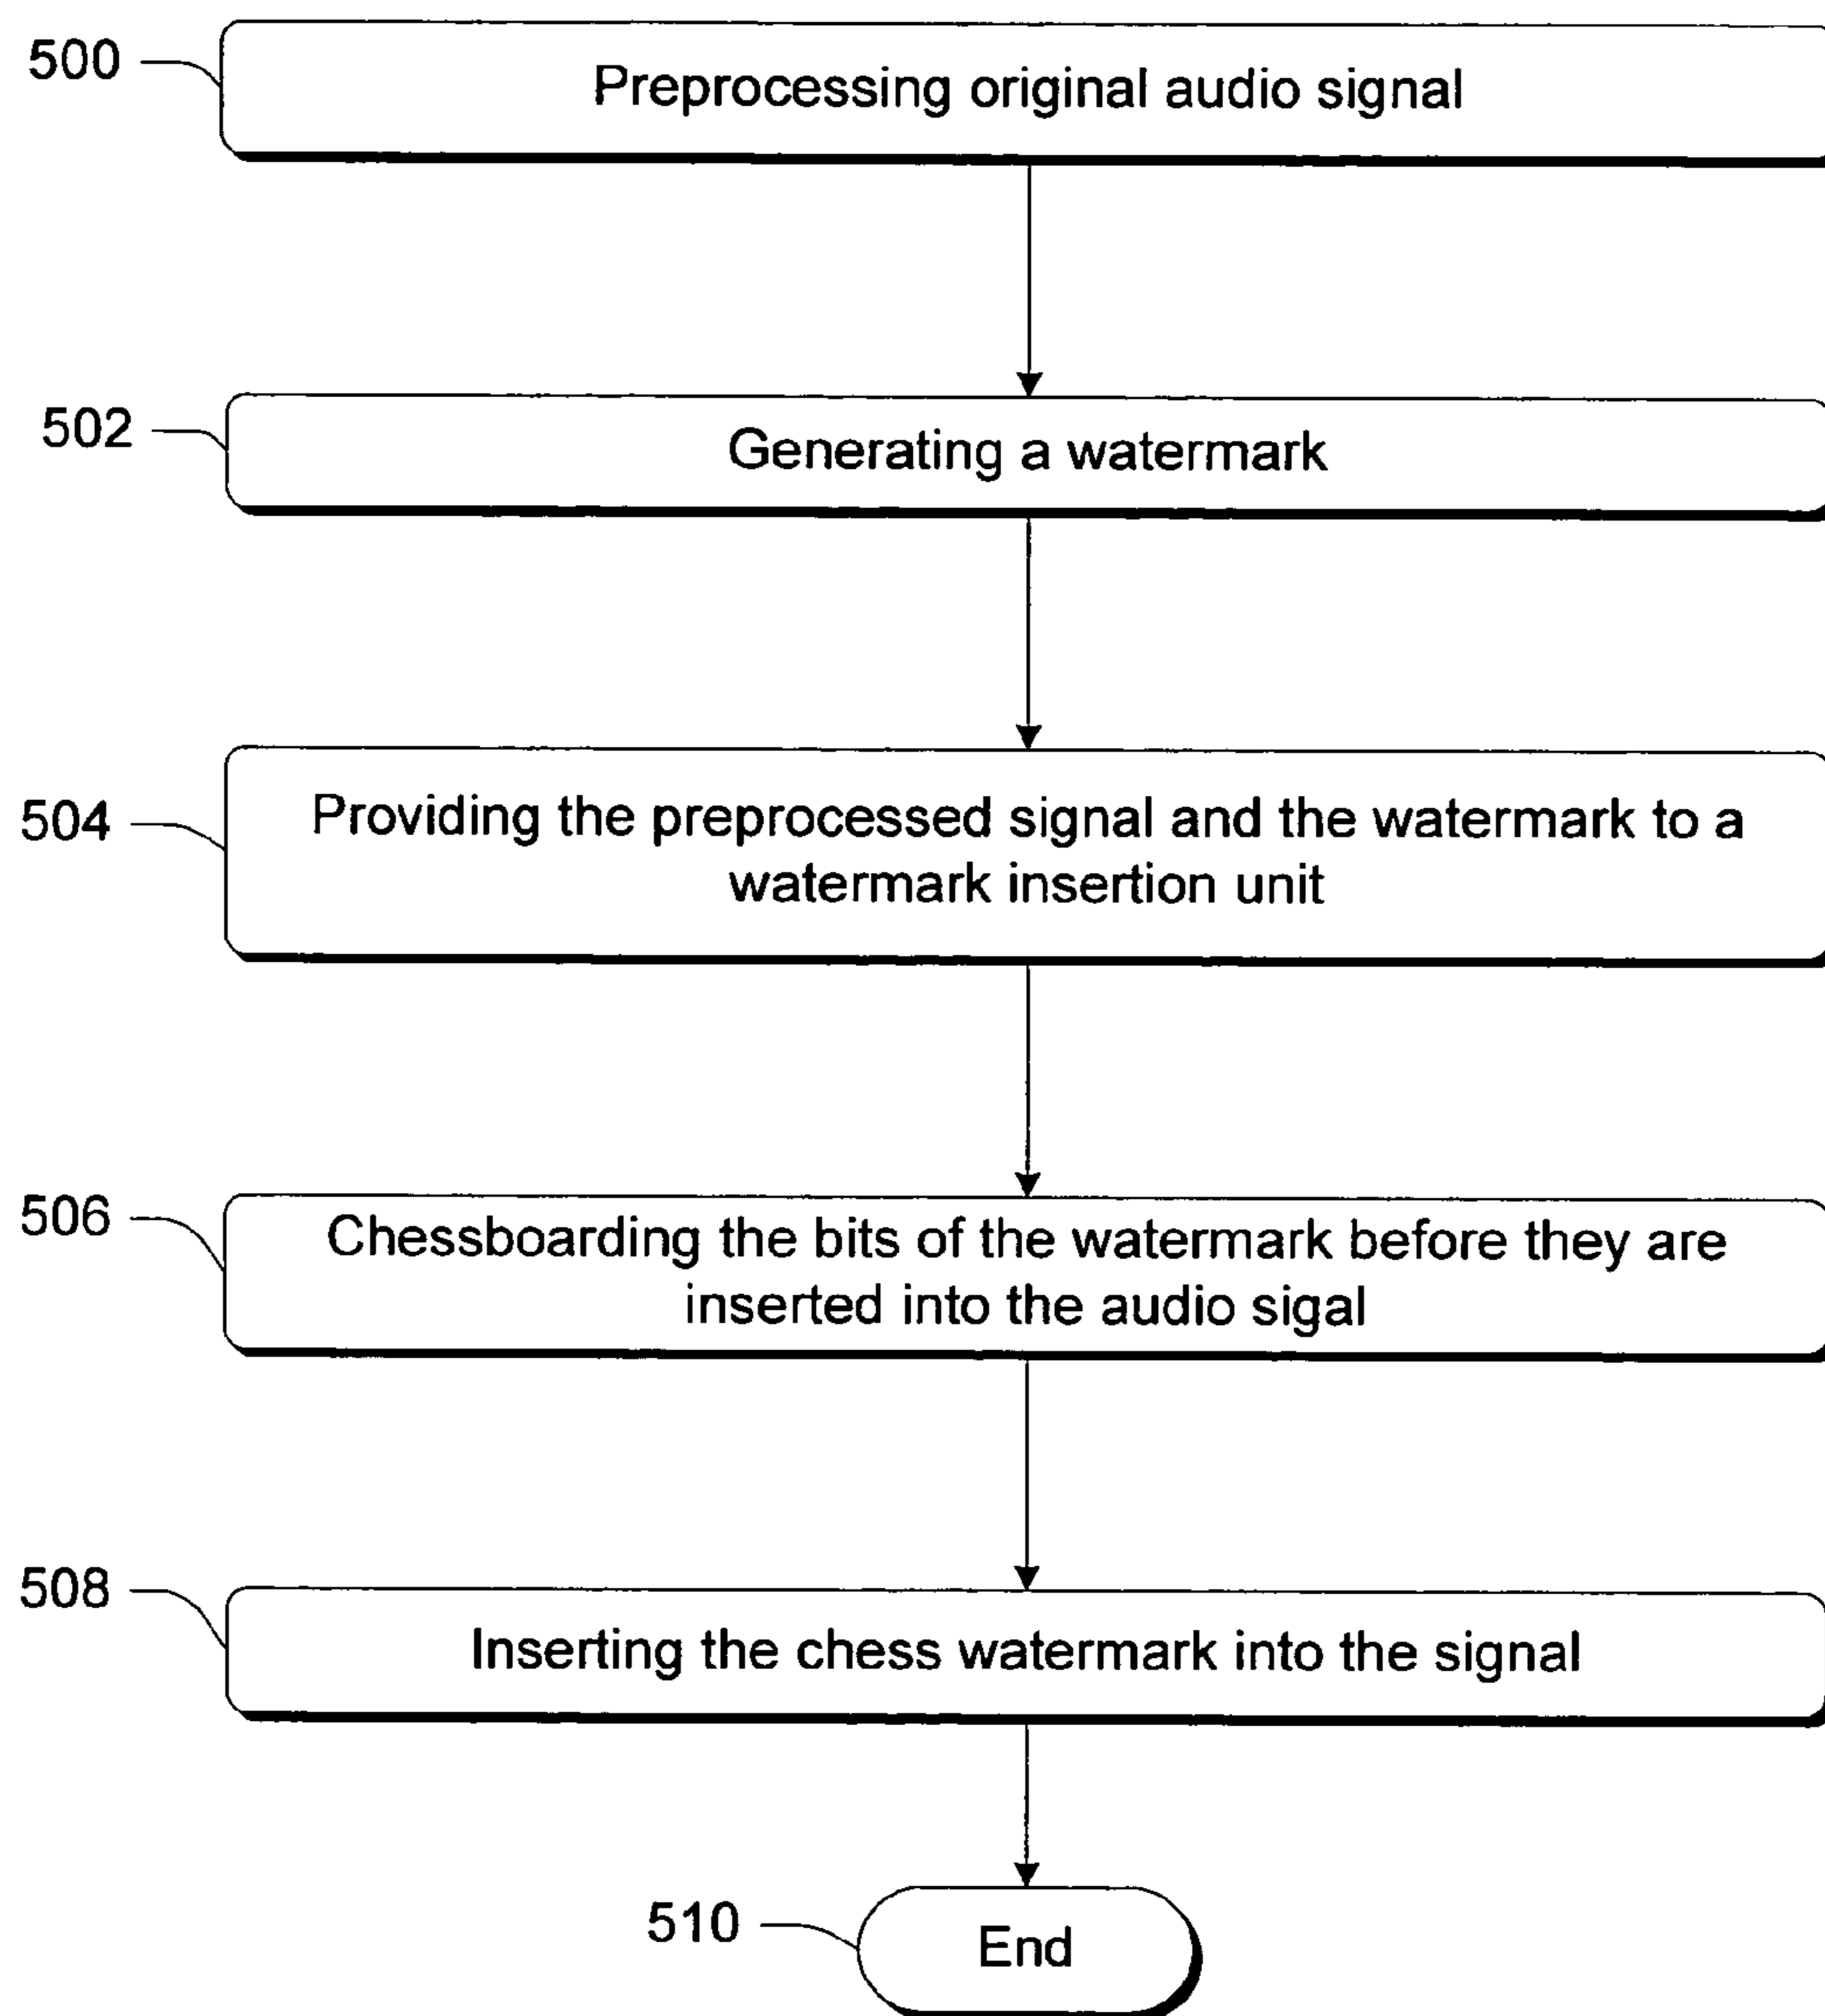 500
Preprocessing original audio signal
502
Generating a watermark
504
Providing the preprocessed signal and the watermark to a
watermark insertion unit
506
Chessboarding the bits of the watermark before they are
inserted into the audio sigal
508
Inserting the chess watermark into the signal
510
End